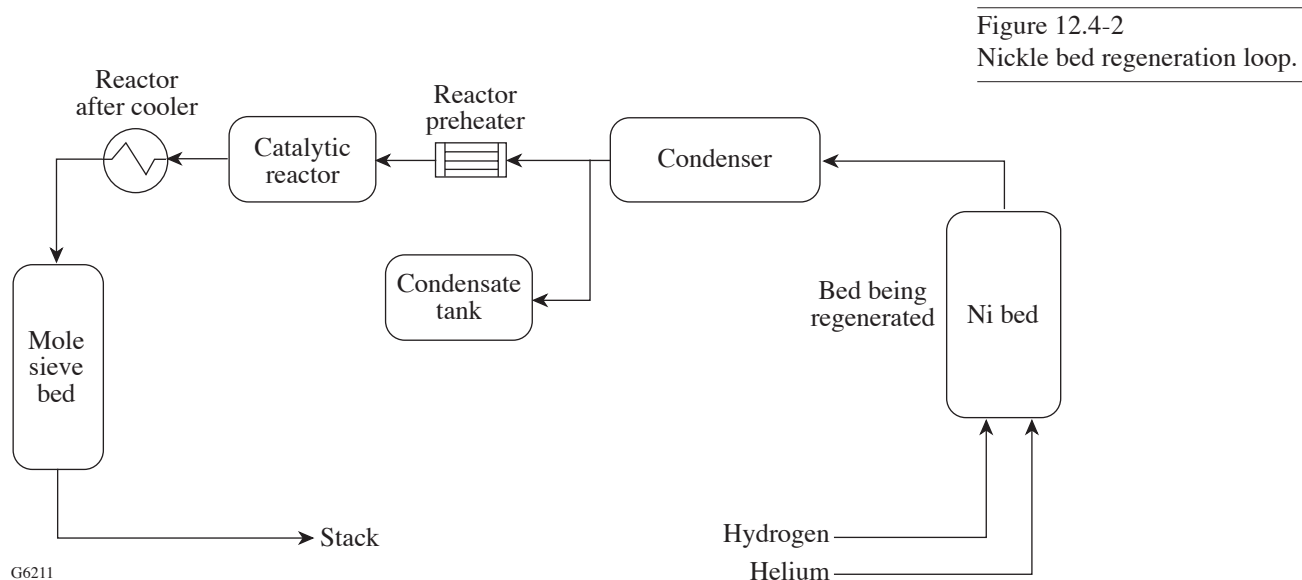 Figure 12.4-2
Nickle bed regeneration loop.
Reactor
after cooler
Catalytic
reactor
Reactor
preheater
Condenser
Condensate
tank
Bed being
regenerated
Ni bed
Mole
sieve
bed
Stack
Hydrogen
Helium
G6211